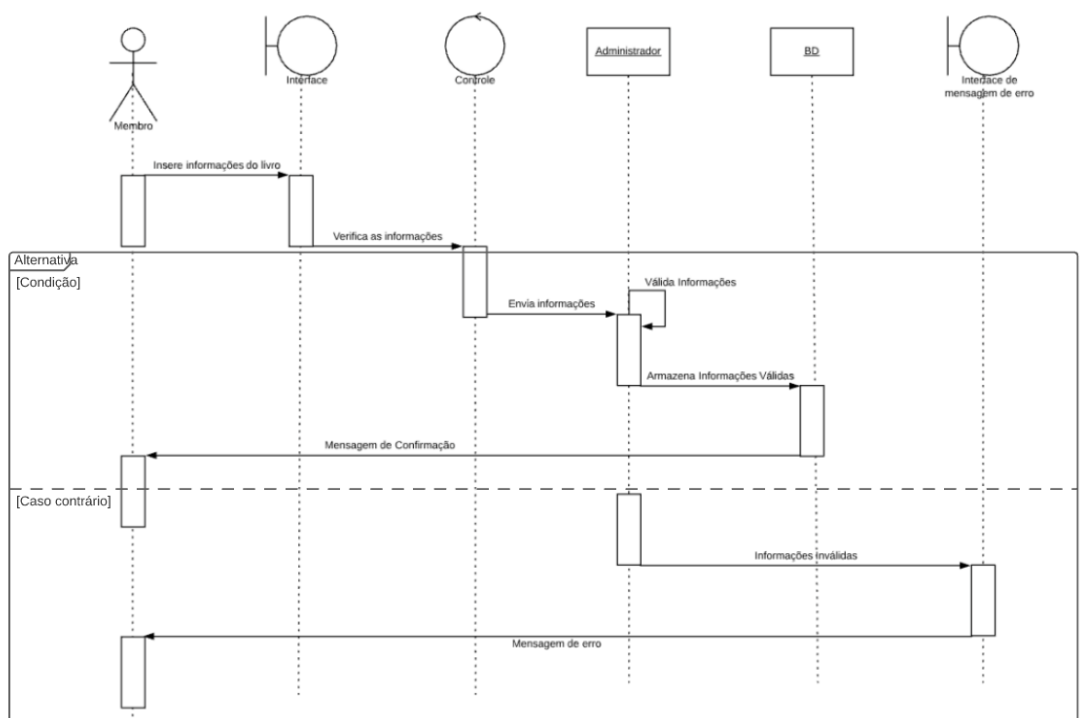 Administrador
BD
Interface
Controle
Interface de
mensagem de erro
Membro
Insere informações do livro
Verifica as informações
Alternativa
[Condição]
Válida Informações
Envia informações
Armazena Informações Válidas
Mensagem de Confirmação
[Caso contrário]
Informações Inválidas
Mensagem de erro